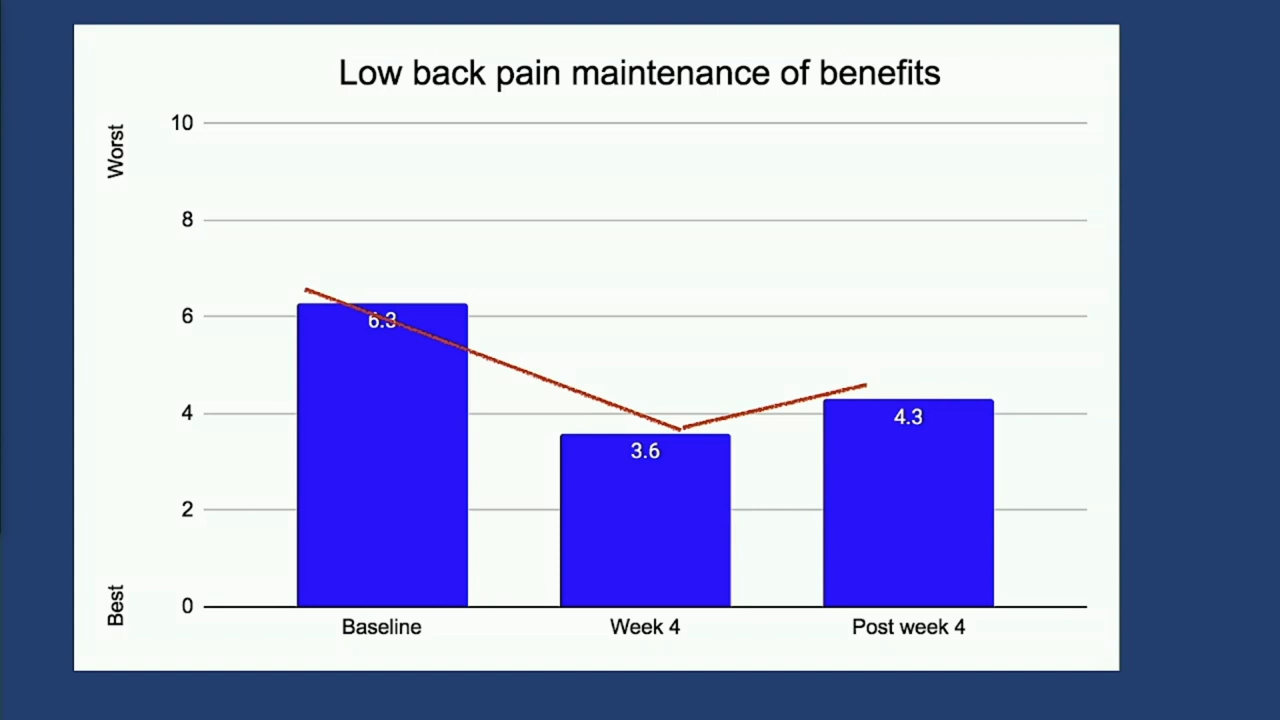 Low back pain maintenance of benefits
Worst
10
8
6
4
2
0
Best
6.3
3.6
4.3
Baseline
Week 4
Post week 4